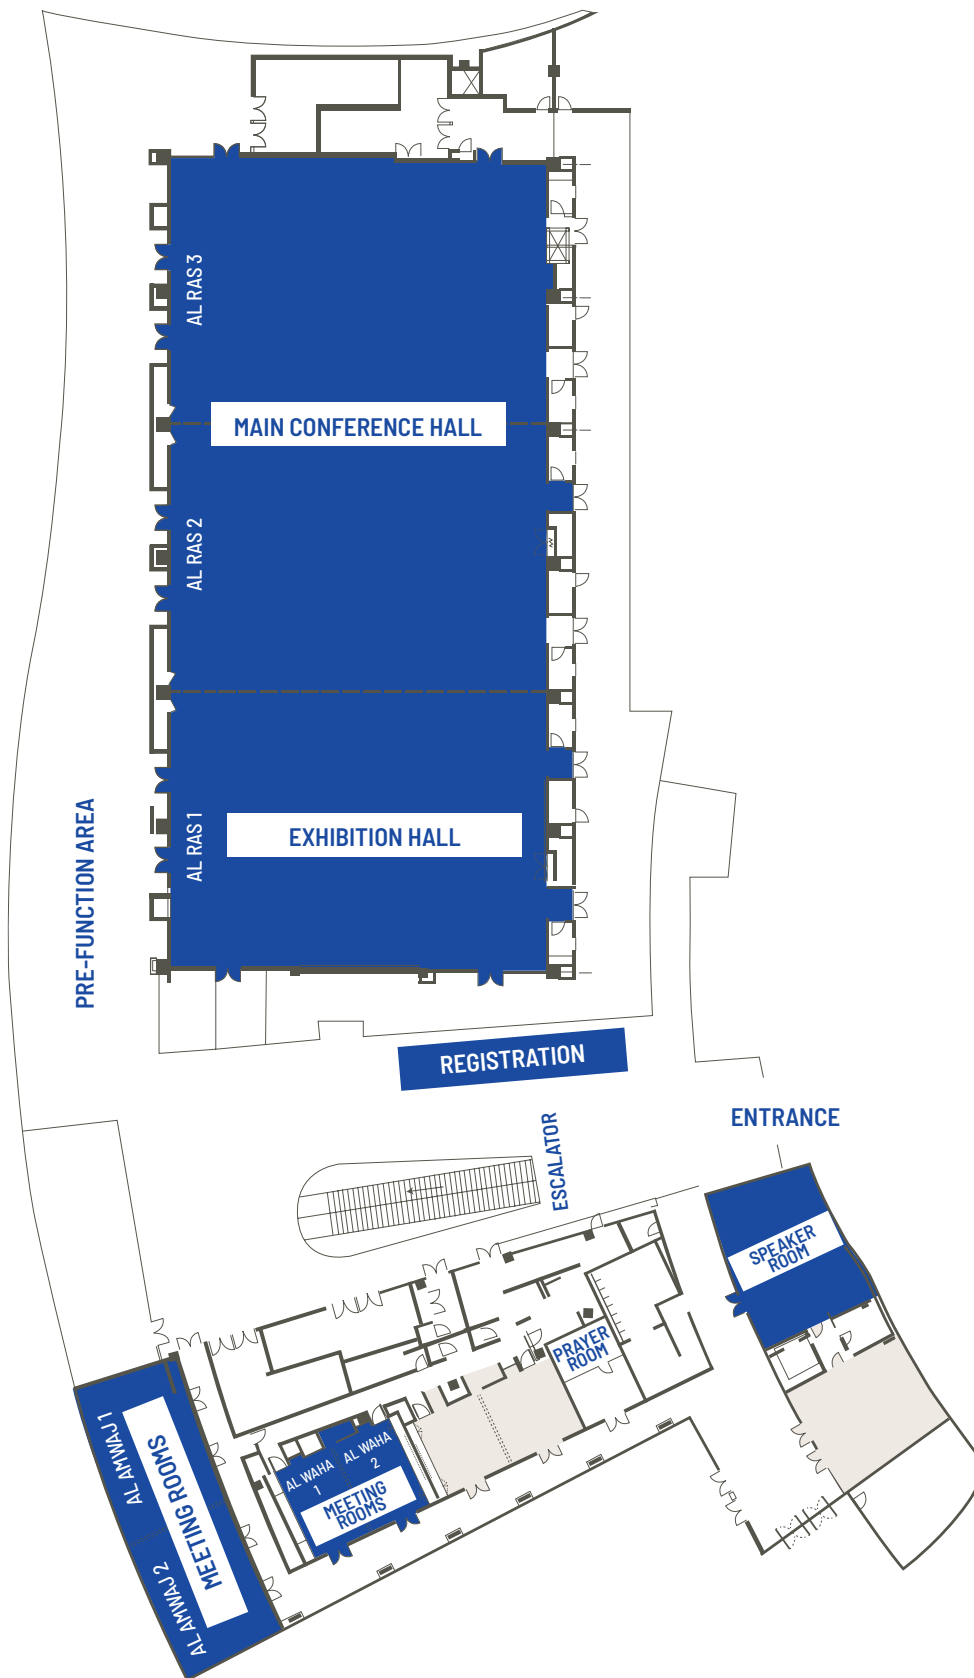 AL RAS 3
MAIN CONFERENCE HALL
AL RAS 2
PRE-FUNCTION AREA
AL RAS 1
EXHIBITION HALL
REGISTRATION
ENTRANCE
ESCALATOR
SPEAKER
ROOM
PRAYER
ROOM
AL AMWAJ 1
MEETING ROOMS
AL AMWAJ 2
AL WAHA
1
AL WAHA
2
MEETING
ROOMS